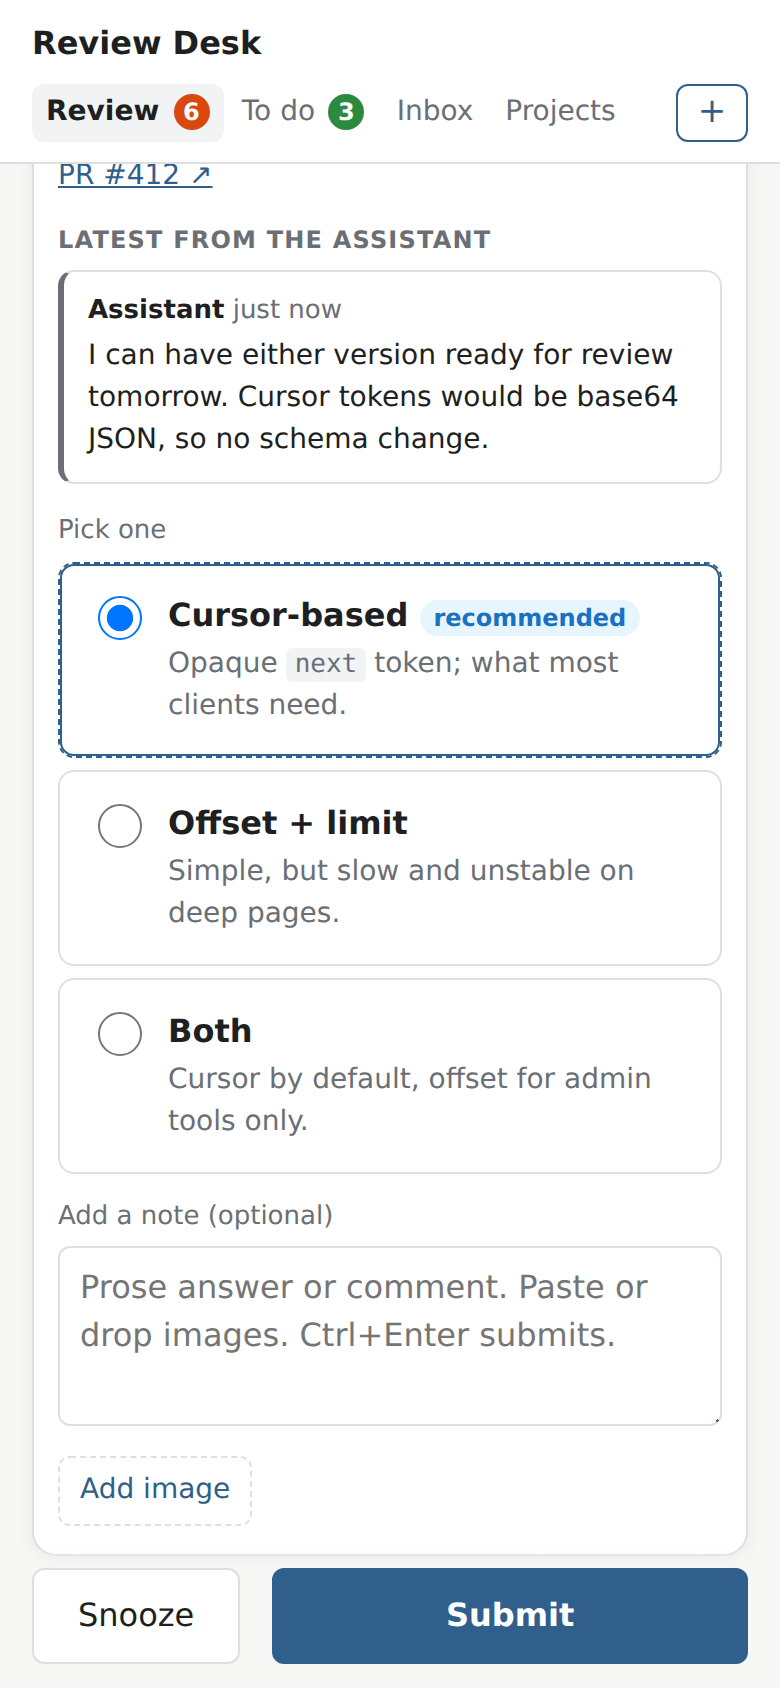 Review Desk
Review 6 To do 3 Inbox Projects +
PR #412 ↗
LATEST FROM THE ASSISTANT
Assistant just now
I can have either version ready for review
tomorrow. Cursor tokens would be base64
JSON, so no schema change.
Pick one
Cursor-based recommended
Opaque next token; what most
clients need.
Offset + limit
Simple, but slow and unstable on
deep pages.
Both
Cursor by default, offset for admin
tools only.
Add a note (optional)
Prose answer or comment. Paste or
drop images. Ctrl+Enter submits.
Add image
Snooze Submit